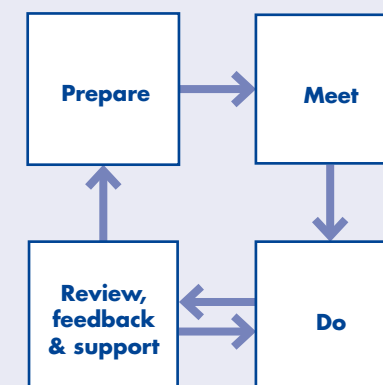 Prepare
Meet
Review,
feedback
& support
Do